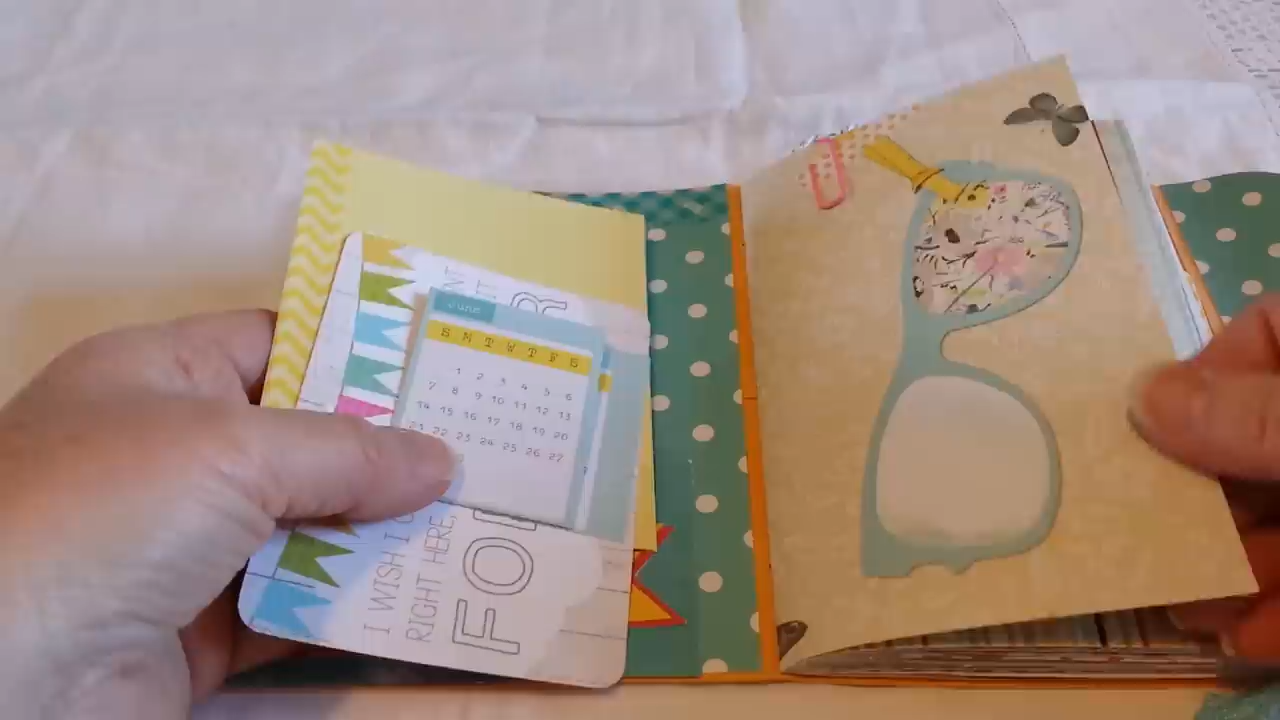 June
S M T W T F S
1 2 3 4 5 6
7 8 9 10 11 12 13
14 15 16 17 18 19 20
21 22 23 24 25 26 27
I WISH I
RIGHT HERE,
FO
R